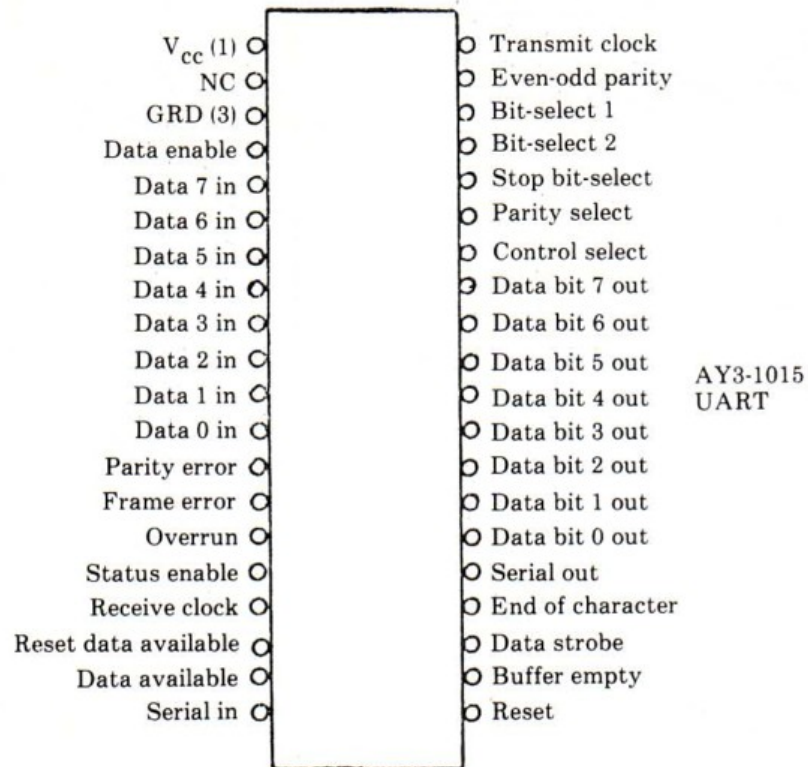 V_cc (1)
NC
GRD (3)
Data enable
Data 7 in
Data 6 in
Data 5 in
Data 4 in
Data 3 in
Data 2 in
Data 1 in
Data 0 in
Parity error
Frame error
Overrun
Status enable
Receive clock
Reset data available
Data available
Serial in
Transmit clock
Even-odd parity
Bit-select 1
Bit-select 2
Stop bit-select
Parity select
Control select
Data bit 7 out
Data bit 6 out
Data bit 5 out
Data bit 4 out
Data bit 3 out
Data bit 2 out
Data bit 1 out
Data bit 0 out
Serial out
End of character
Data strobe
Buffer empty
Reset
AY3-1015
UART